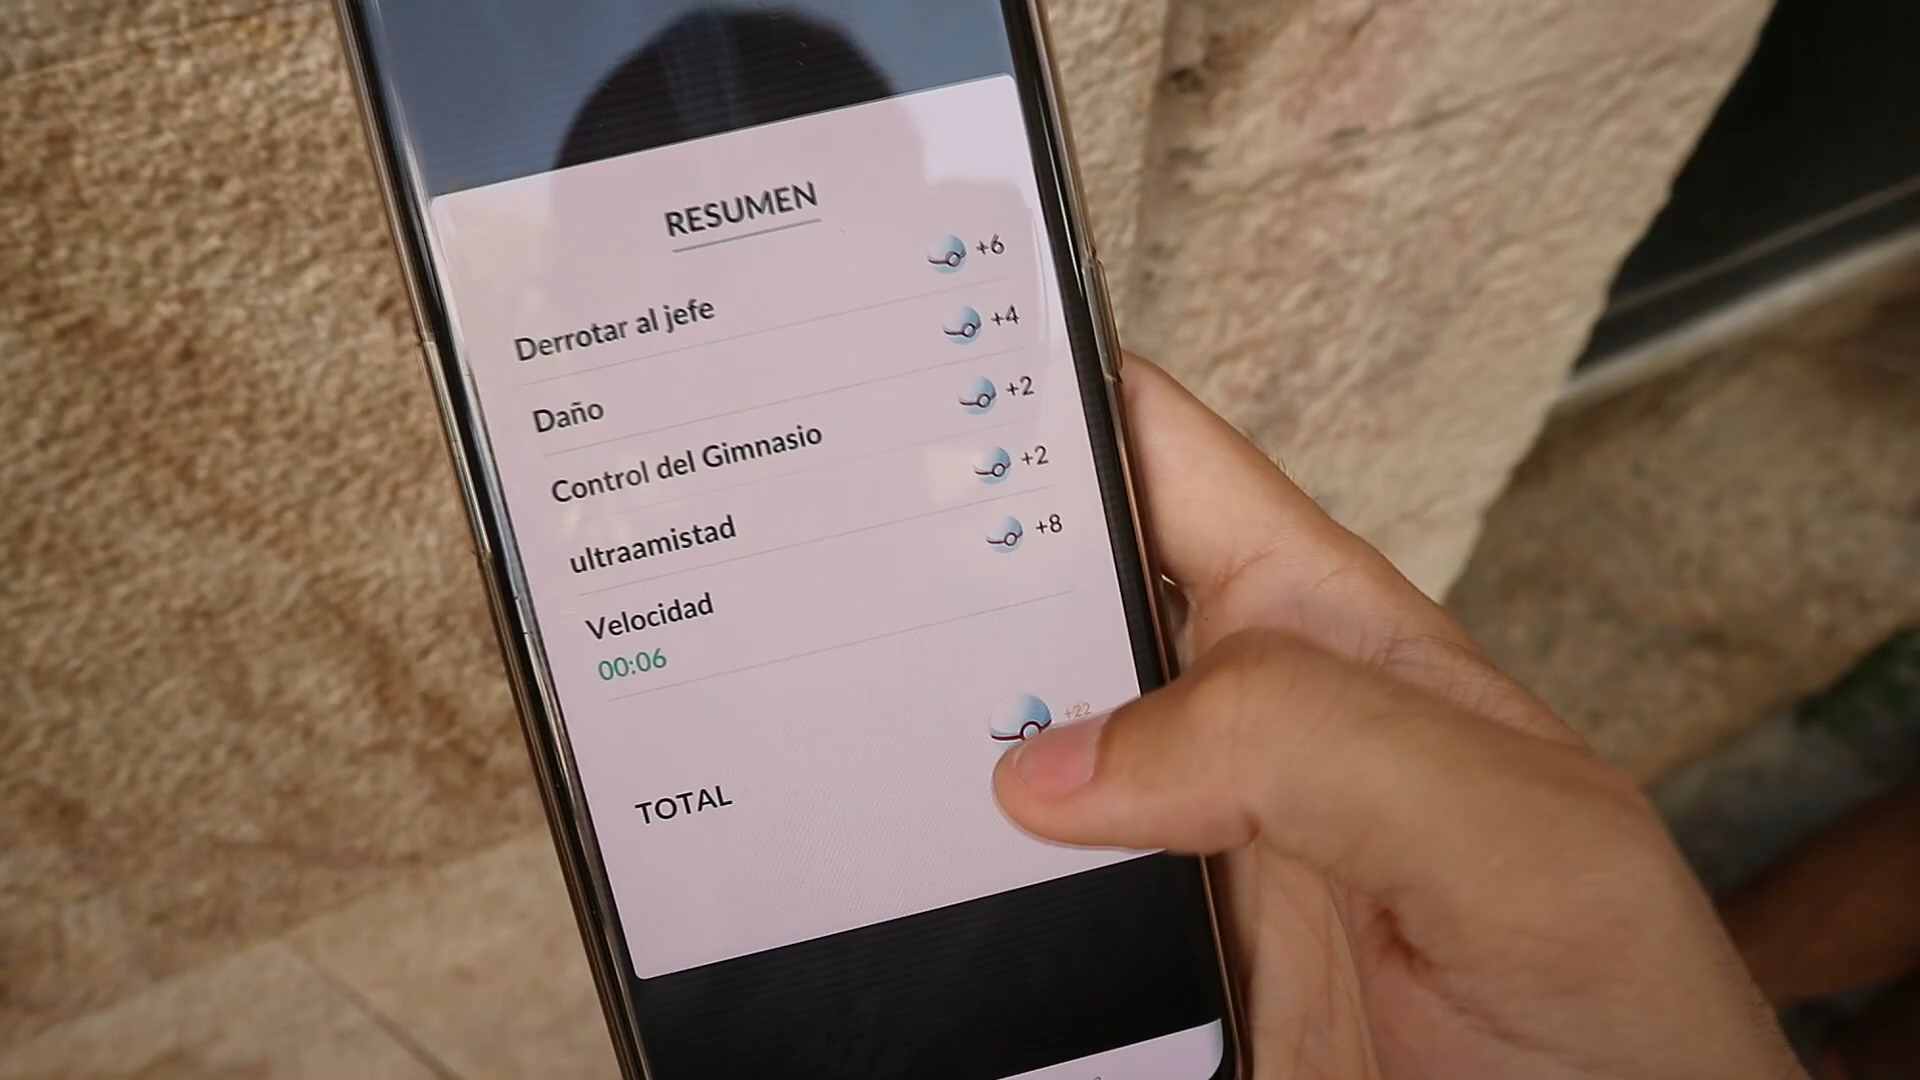 RESUMEN
Derrotar al jefe +6
Daño +4
Control del Gimnasio +2
ultraamistad +2
Velocidad +8
00:06
TOTAL +22